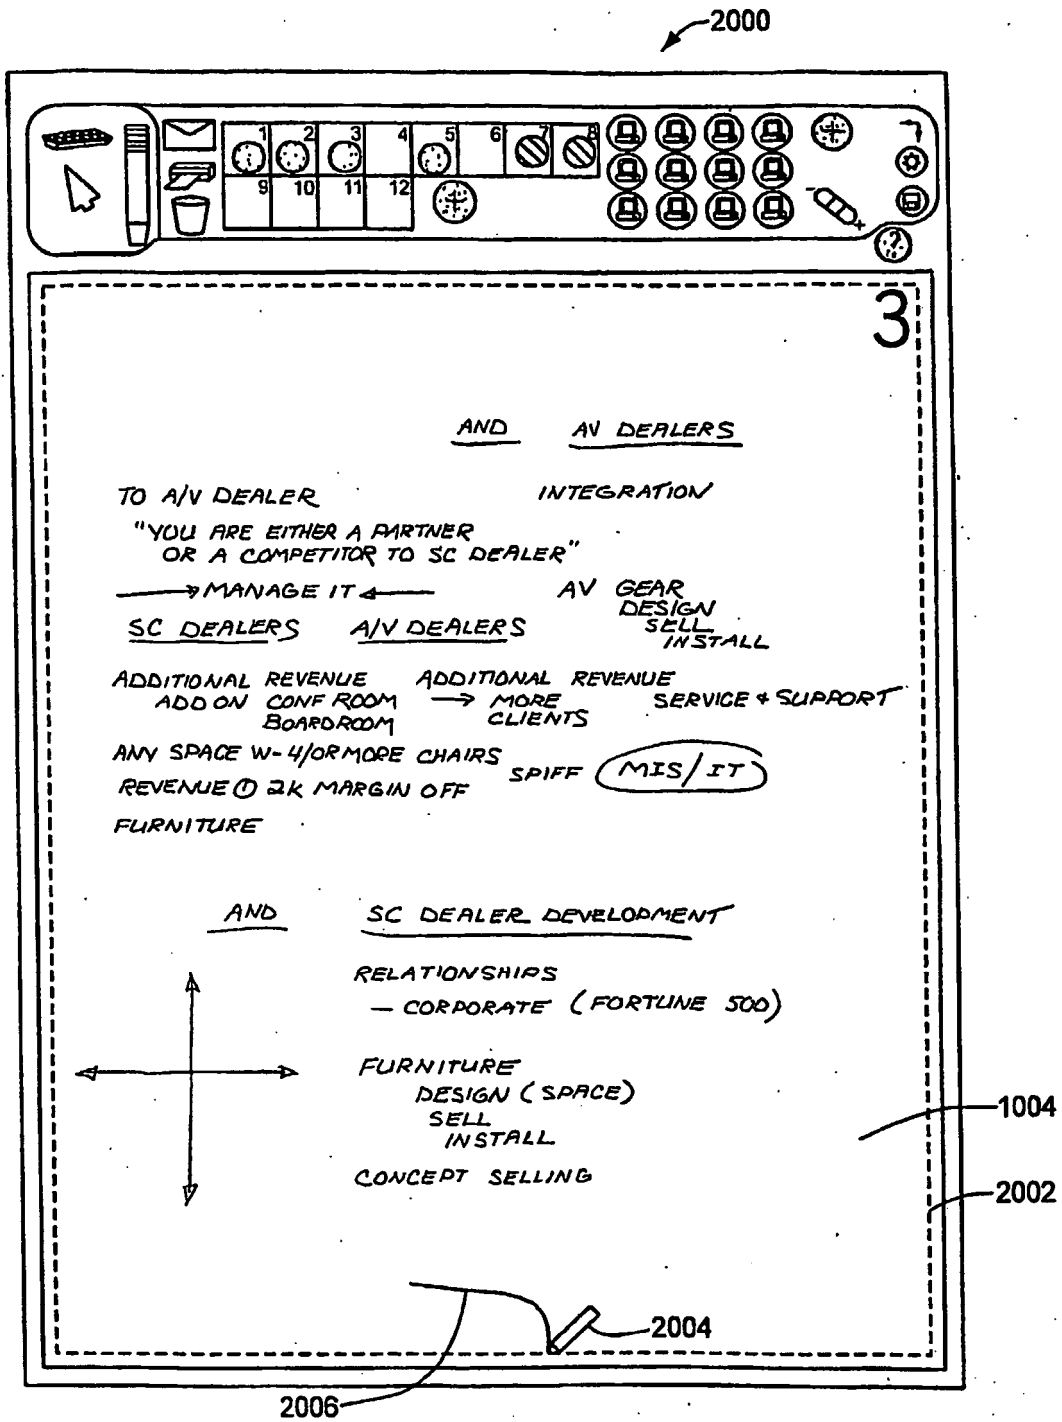 2000
1 2 3 4 5 6 7 8
9 10 11 12
3
AND AV DEALERS
TO A/V DEALER INTEGRATION
"YOU ARE EITHER A PARTNER
OR A COMPETITOR TO SC DEALER"
MANAGE IT AV GEAR
DESIGN
SC DEALERS A/V DEALERS SELL
INSTALL
ADDITIONAL REVENUE ADDITIONAL REVENUE
ADD ON CONF ROOM → MORE SERVICE + SUPPORT
BOARDROOM CLIENTS
ANY SPACE W-4/OR MORE CHAIRS
SPIFF MIS/IT
REVENUE ① 2K MARGIN OFF
FURNITURE
AND SC DEALER DEVELOPMENT
RELATIONSHIPS
— CORPORATE (FORTUNE 500)
FURNITURE
DESIGN (SPACE)
SELL
1004
INSTALL
CONCEPT SELLING
2002
2004
2006